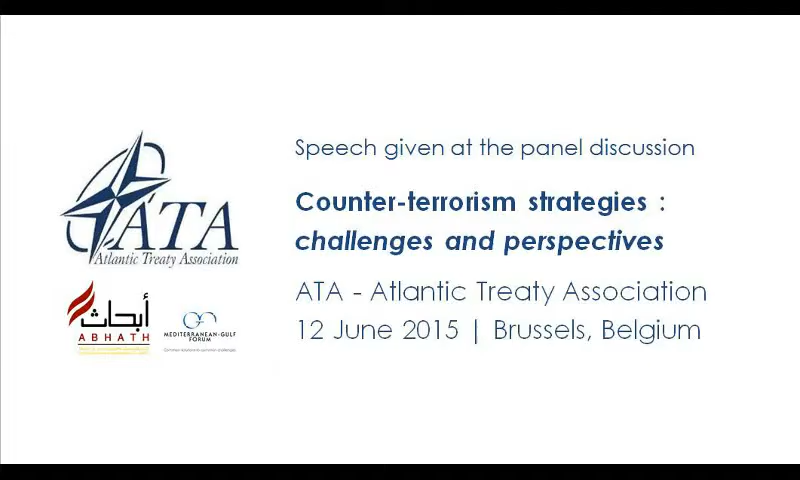 Speech given at the panel discussion
Counter-terrorism strategies :
challenges and perspectives
ATA - Atlantic Treaty Association
12 June 2015 | Brussels, Belgium
ATA
Atlantic Treaty Association
أبحاث
ABHATH
MEDITERRANEAN-GULF
FORUM